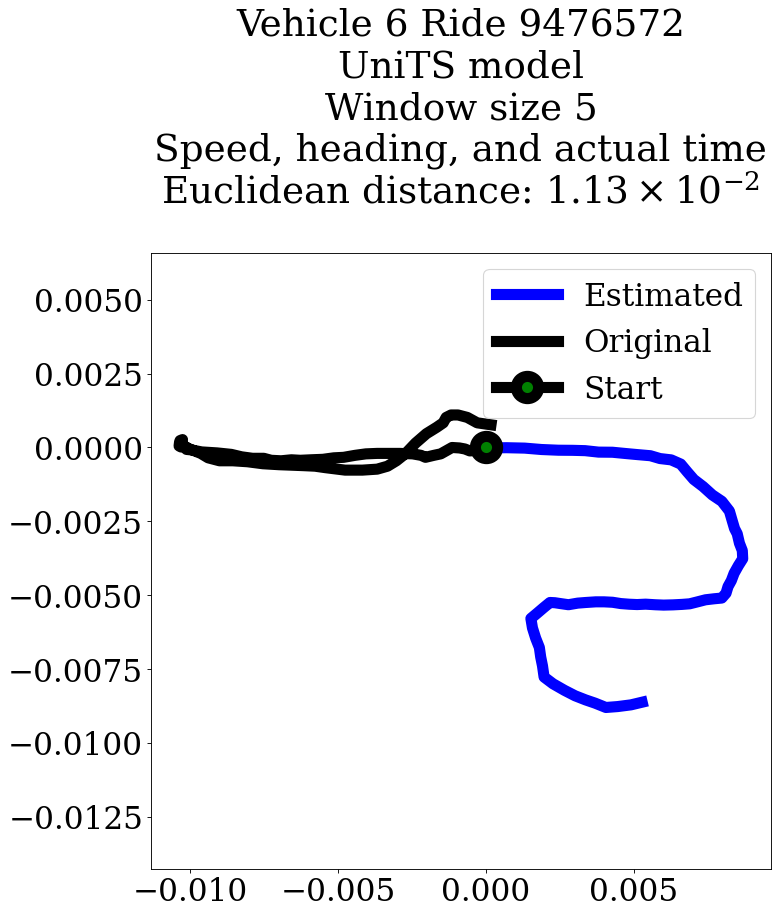 Vehicle 6 Ride 9476572
UniTS model
Window size 5
Speed, heading, and actual time
Euclidean distance: 1.13 × 10⁻²
Estimated
Original
Start
0.0050
0.0025
0.0000
−0.0025
−0.0050
−0.0075
−0.0100
−0.0125
−0.010 −0.005 0.000 0.005